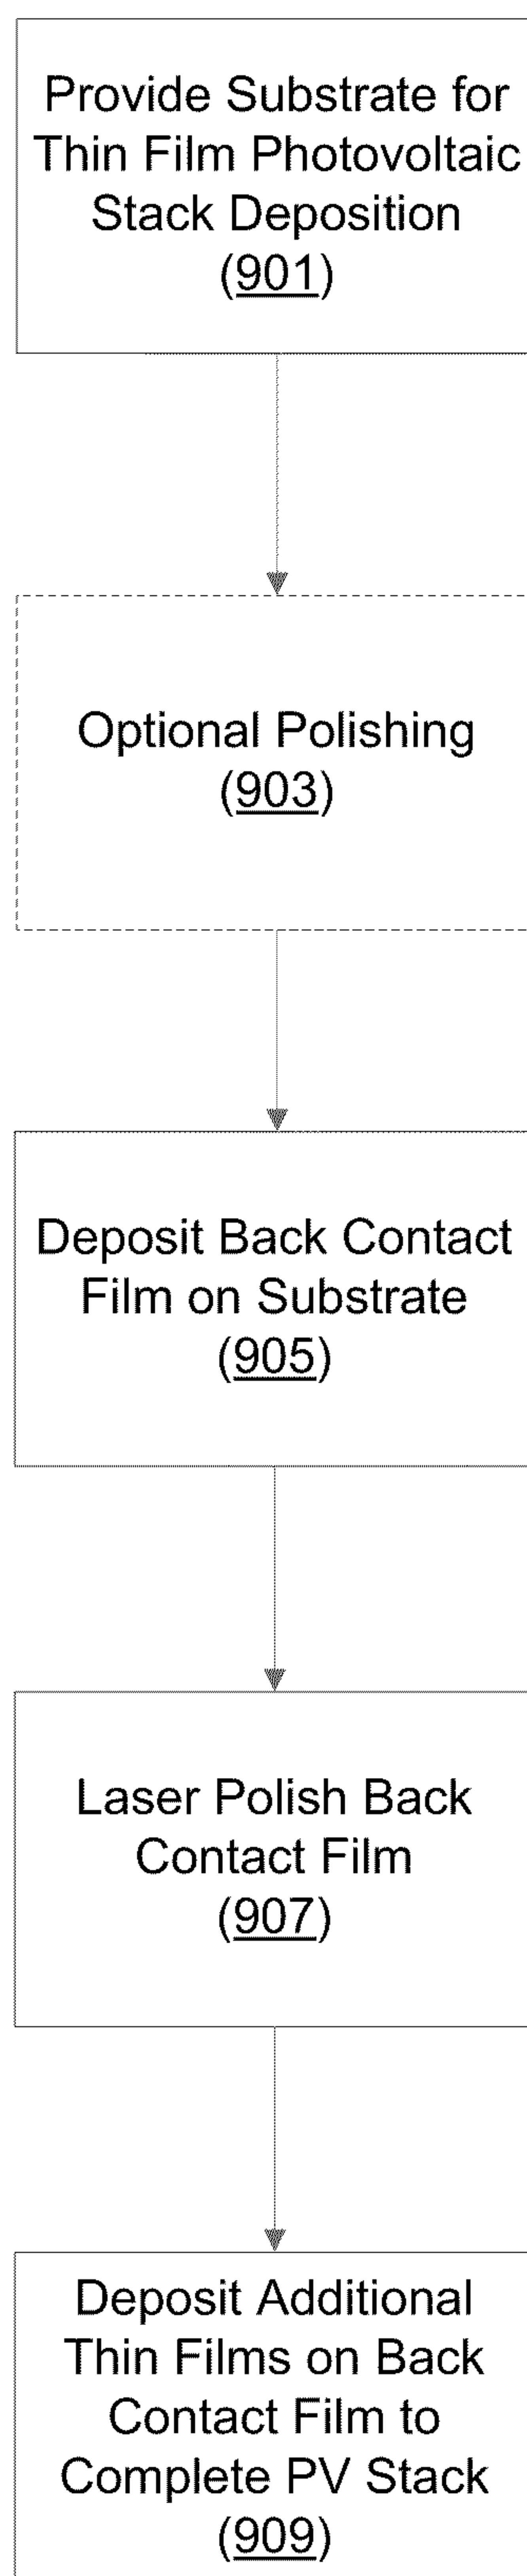 Provide Substrate for
Thin Film Photovoltaic
Stack Deposition
(901)
Optional Polishing
(903)
Deposit Back Contact
Film on Substrate
(905)
Laser Polish Back
Contact Film
(907)
Deposit Additional
Thin Films on Back
Contact Film to
Complete PV Stack
(909)